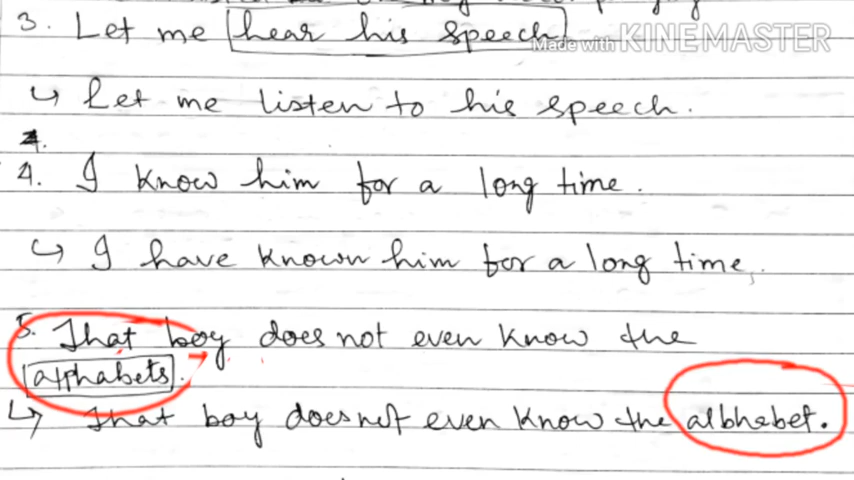 3. Let me hear his speech
Made with KINEMASTER
↳ Let me listen to his speech.
4.
4. I know him for a long time.
↳ I have known him for a long time.
5. That boy does not even know the
alphabets.
↳ That boy does not even know the albhabet.